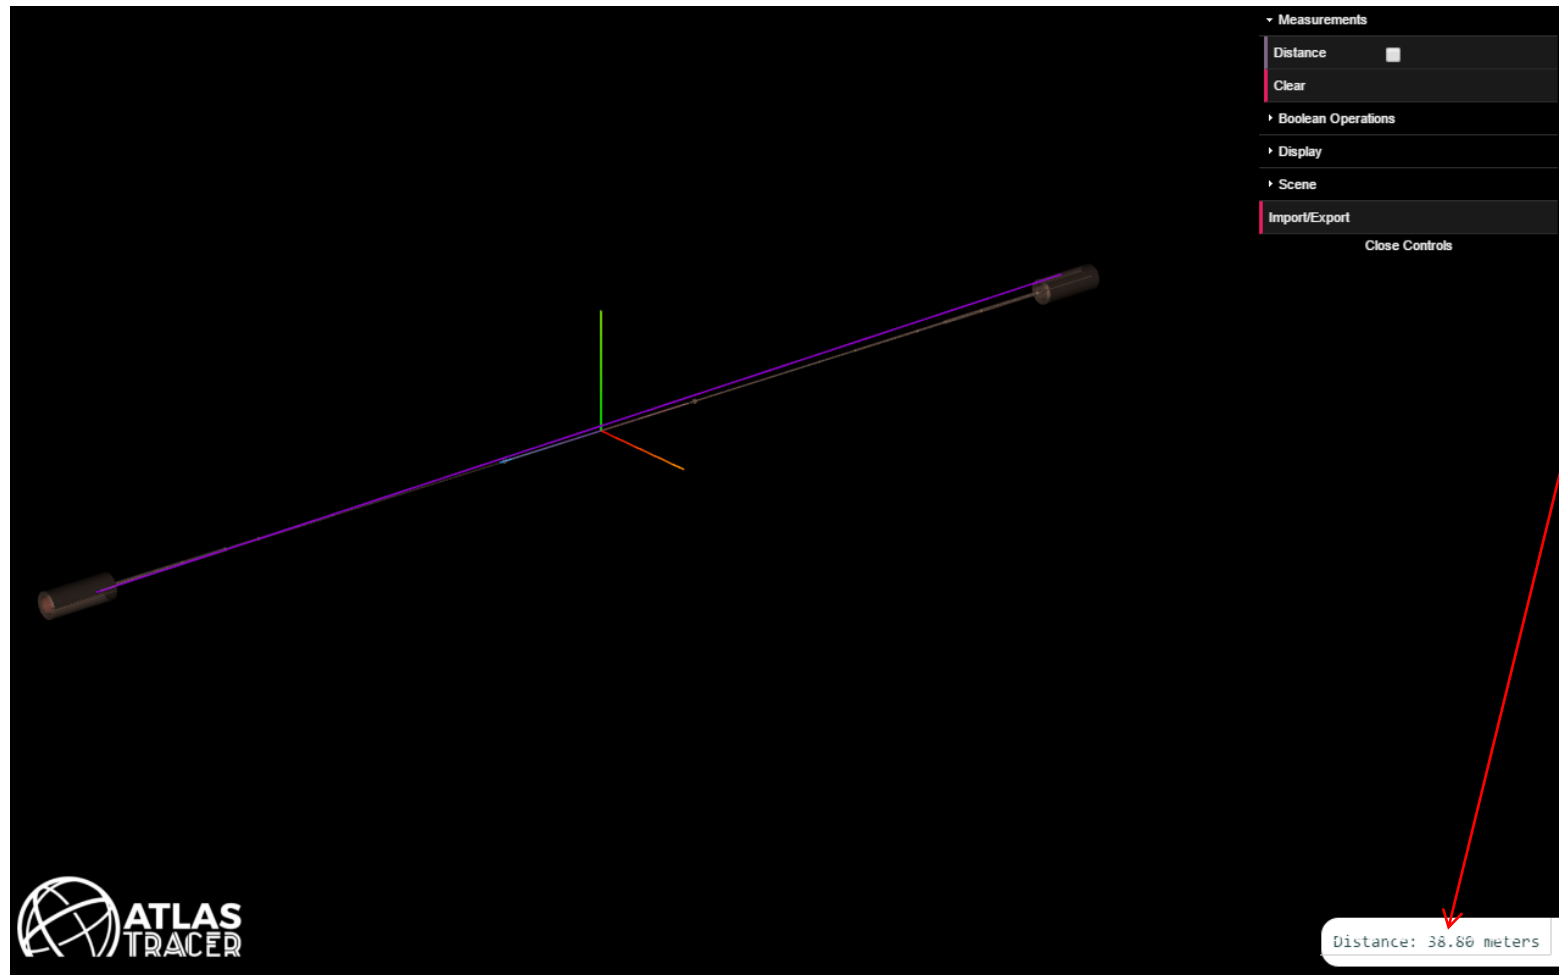 Measurements
Distance
Clear
Boolean Operations
Display
Scene
Import/Export
Close Controls
ATLAS
TRACER
Distance: 38.80 meters